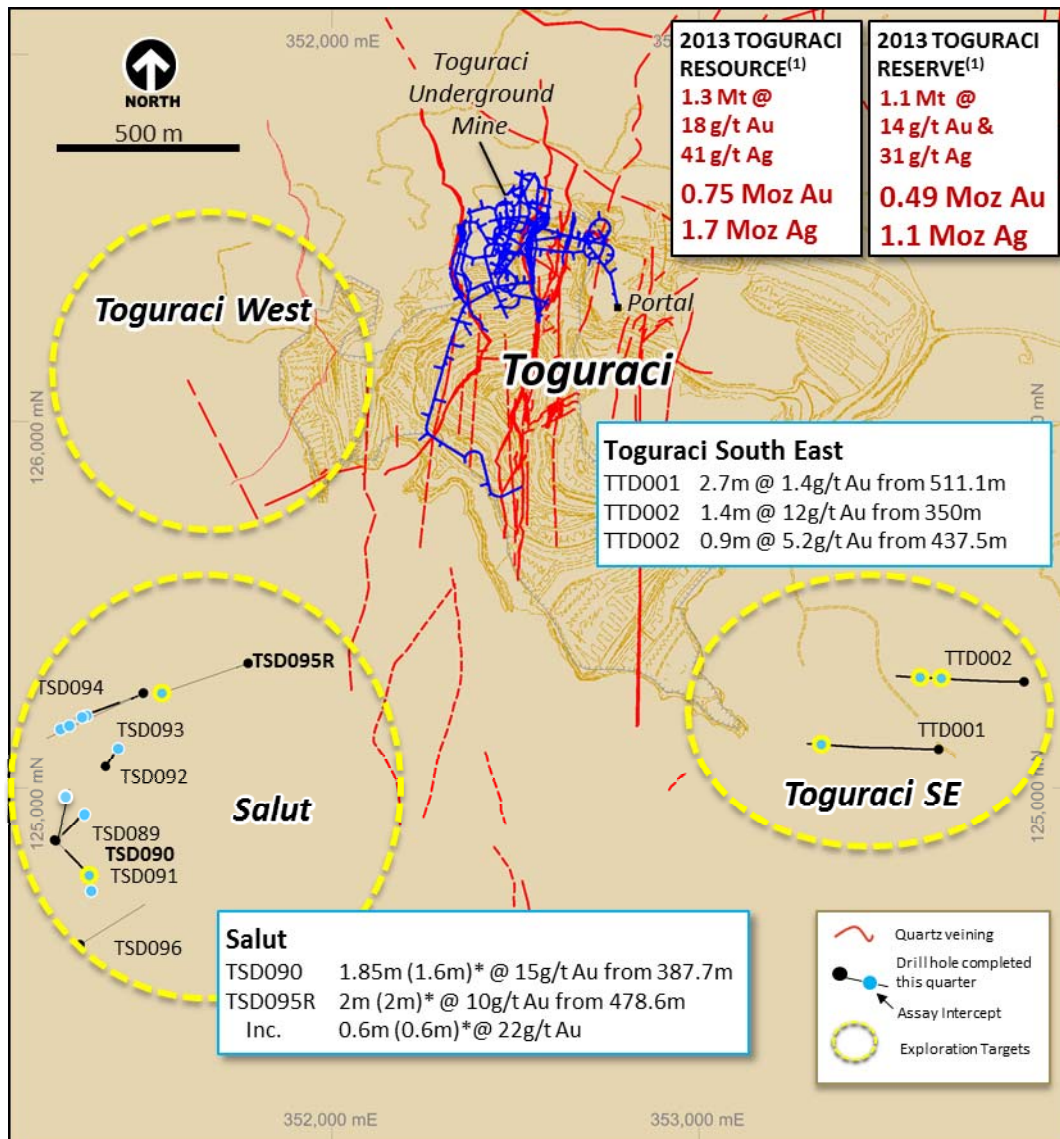 352,000 mE
35
NORTH
500 m
Toguraci
Underground
Mine
2013 TOGURACI
RESOURCE(1)
1.3 Mt @
18 g/t Au
41 g/t Ag
0.75 Moz Au
1.7 Moz Ag
2013 TOGURACI
RESERVE(1)
1.1 Mt @
14 g/t Au &
31 g/t Ag
0.49 Moz Au
1.1 Moz Ag
Toguraci West
Portal
Toguraci
126,000 mN
mN
Toguraci South East
TTD001 2.7m @ 1.4g/t Au from 511.1m
TTD002 1.4m @ 12g/t Au from 350m
TTD002 0.9m @ 5.2g/t Au from 437.5m
TSD095R
TSD094
TSD093
TSD092
TTD002
TTD001
125,000 mN
125,000 mN
Salut
Toguraci SE
TSD089
TSD090
TSD091
TSD096
Salut
TSD090 1.85m (1.6m)* @ 15g/t Au from 387.7m
TSD095R 2m (2m)* @ 10g/t Au from 478.6m
Inc. 0.6m (0.6m)* @ 22g/t Au
Quartz veining
Drill hole completed
this quarter
Assay Intercept
Exploration Targets
352,000 mE
353,000 mE